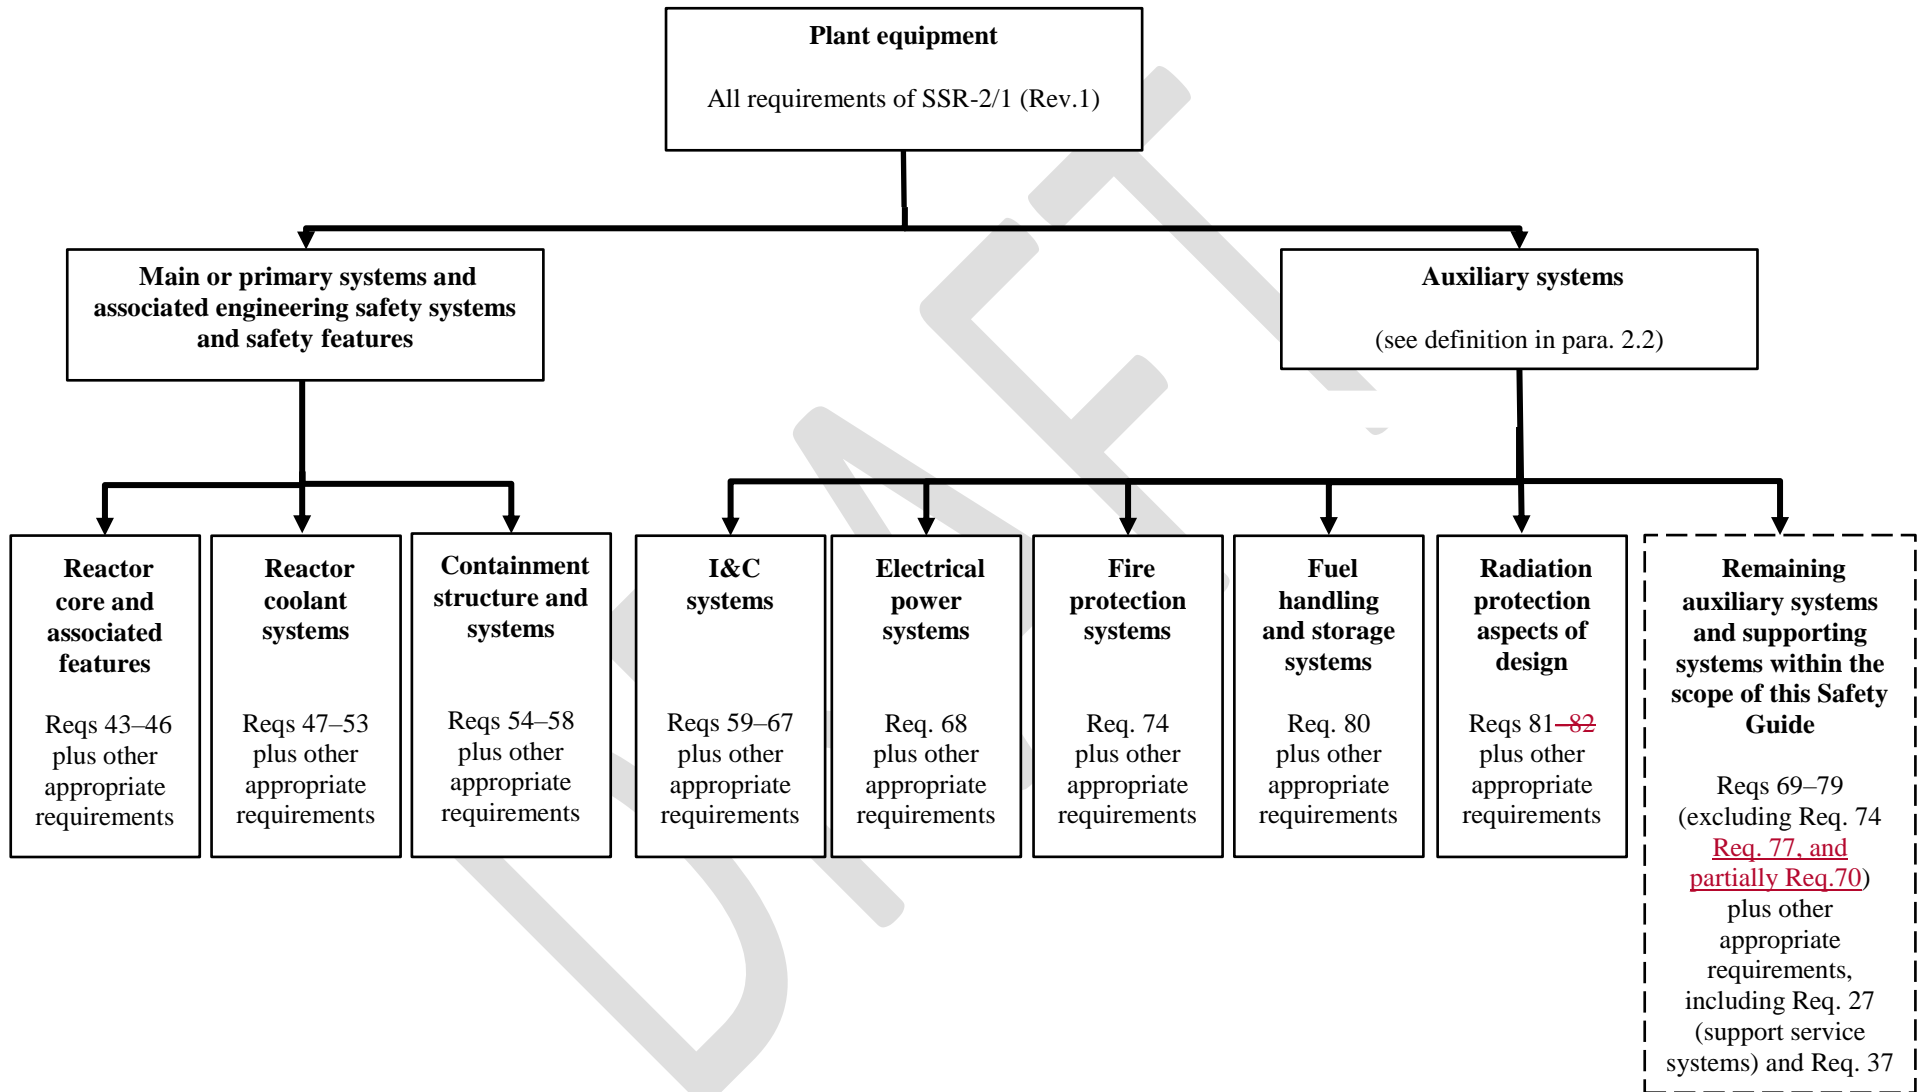 Plant equipment
All requirements of SSR-2/1 (Rev.1)
Main or primary systems and
associated engineering safety systems
and safety features
Auxiliary systems
(see definition in para. 2.2)
Reactor
core and
associated
features
Reqs 43–46
plus other
appropriate
requirements
Reactor
coolant
systems
Reqs 47–53
plus other
appropriate
requirements
Containment
structure and
systems
Reqs 54–58
plus other
appropriate
requirements
I&C
systems
Reqs 59–67
plus other
appropriate
requirements
Electrical
power
systems
Req. 68
plus other
appropriate
requirements
Fire
protection
systems
Req. 74
plus other
appropriate
requirements
Fuel
handling
and storage
systems
Req. 80
plus other
appropriate
requirements
Radiation
protection
aspects of
design
Reqs 81–82
plus other
appropriate
requirements
Remaining
auxiliary systems
and supporting
systems within the
scope of this Safety
Guide
Reqs 69–79
(excluding Req. 74
Req. 77, and
partially Req.70)
plus other
appropriate
requirements,
including Req. 27
(support service
systems) and Req. 37
DRAFT